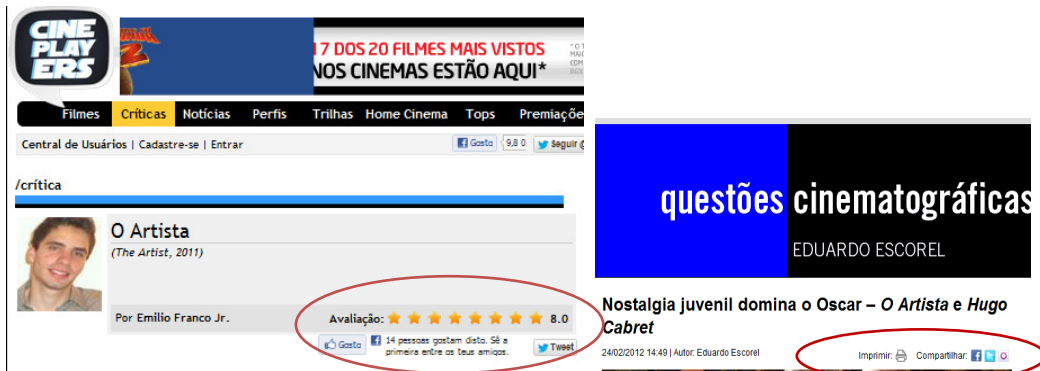 CINE
PLAY
ERS
17 DOS 20 FILMES MAIS VISTOS
NOS CINEMAS ESTÃO AQUI*
Filmes Críticas Notícias Perfis Trilhas Home Cinema Tops Premiaçõe
Central de Usuários | Cadastre-se | Entrar
Gosto 9,8 Seguir @
/crítica
O Artista
(The Artist, 2011)
Por Emilio Franco Jr.
Avaliação: 8.0
Gosto 14 pessoas gostam disto. Sê a
primeira entre os teus amigos.
Tweet
questões cinematográficas
EDUARDO ESCOREL
Nostalgia juvenil domina o Oscar – O Artista e Hugo
Cabret
24/02/2012 14:49 | Autor: Eduardo Escorel
Imprimir: Compartilhar: